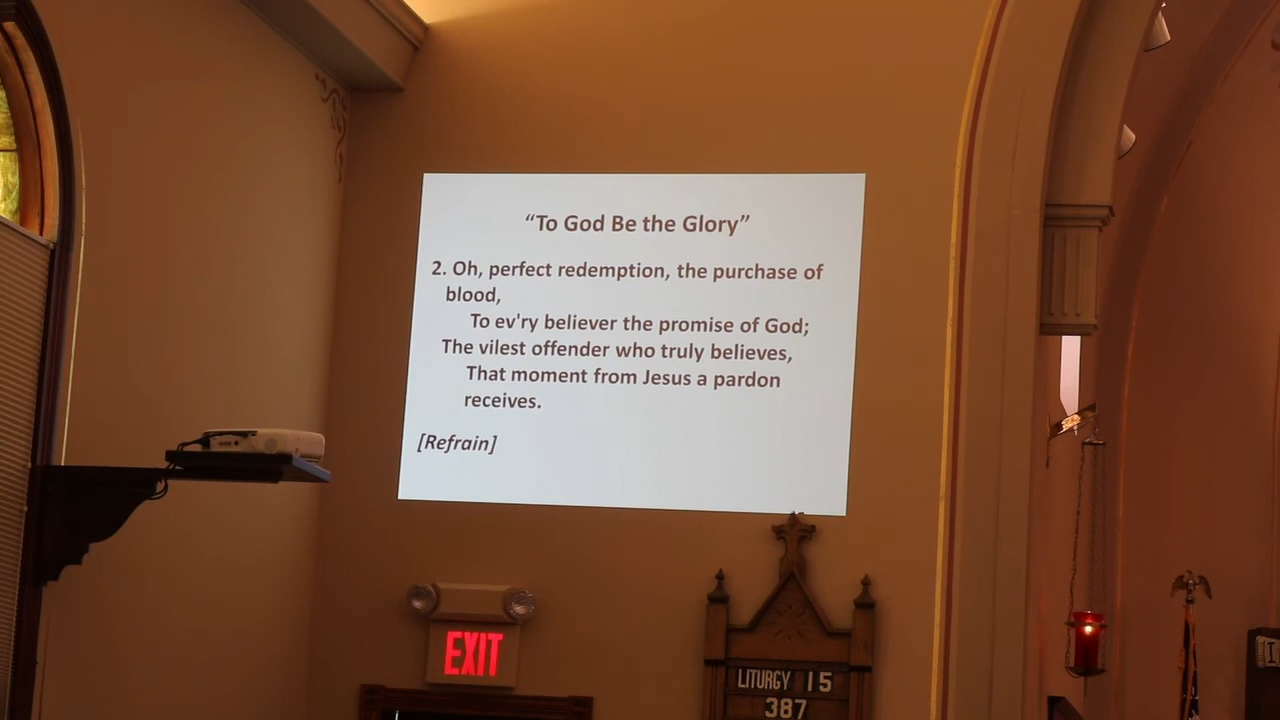 “To God Be the Glory”
2. Oh, perfect redemption, the purchase of
blood,
To ev'ry believer the promise of God;
The vilest offender who truly believes,
That moment from Jesus a pardon
receives.
[Refrain]
EXIT
LITURGY 15
387